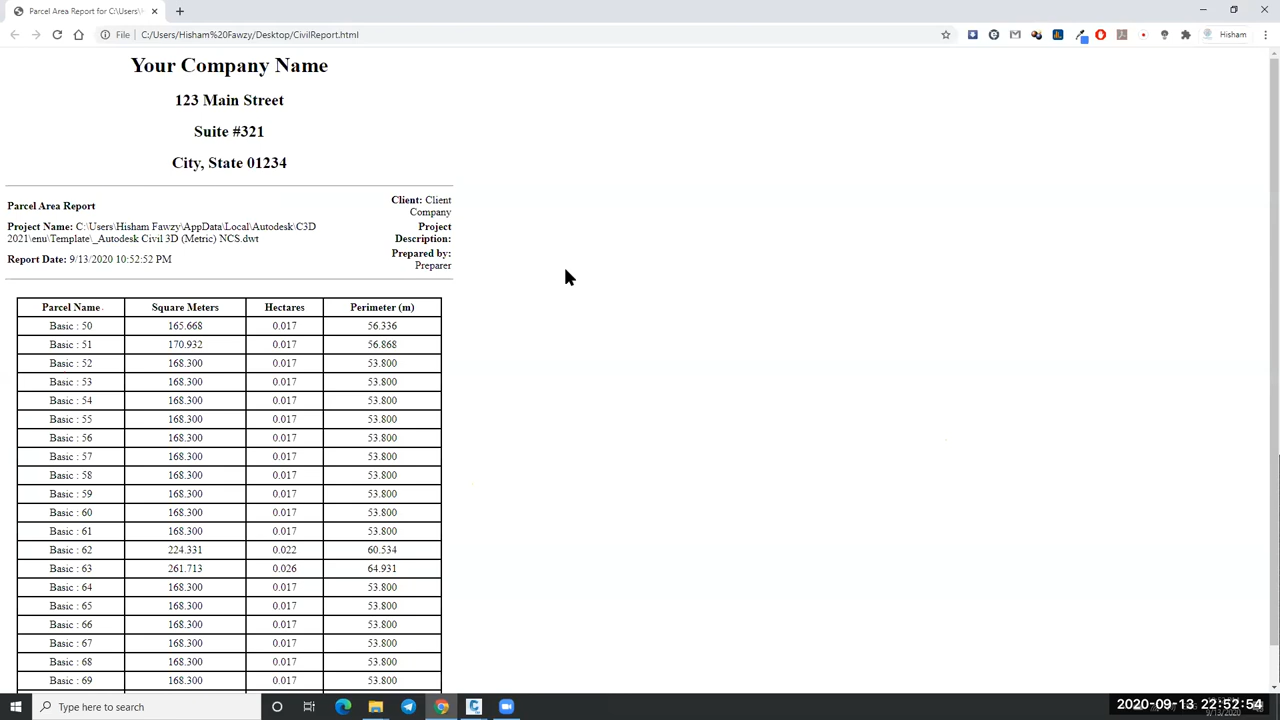 Parcel Area Report for C:\Users\
File C:/Users/Hisham%20Fawzy/Desktop/CivilReport.html
Hisham
Your Company Name
123 Main Street
Suite #321
City, State 01234
Parcel Area Report
Client: Client
Company
Project Name: C:\Users\Hisham Fawzy\AppData\Local\Autodesk\C3D
2021\enu\Template\_Autodesk Civil 3D (Metric) NCS.dwt
Project
Description:
Report Date: 9/13/2020 10:52:52 PM
Prepared by:
Preparer
Parcel Name Square Meters Hectares Perimeter (m)
Basic : 50 165.668 0.017 56.336
Basic : 51 170.932 0.017 56.868
Basic : 52 168.300 0.017 53.800
Basic : 53 168.300 0.017 53.800
Basic : 54 168.300 0.017 53.800
Basic : 55 168.300 0.017 53.800
Basic : 56 168.300 0.017 53.800
Basic : 57 168.300 0.017 53.800
Basic : 58 168.300 0.017 53.800
Basic : 59 168.300 0.017 53.800
Basic : 60 168.300 0.017 53.800
Basic : 61 168.300 0.017 53.800
Basic : 62 224.331 0.022 60.534
Basic : 63 261.713 0.026 64.931
Basic : 64 168.300 0.017 53.800
Basic : 65 168.300 0.017 53.800
Basic : 66 168.300 0.017 53.800
Basic : 67 168.300 0.017 53.800
Basic : 68 168.300 0.017 53.800
Basic : 69 168.300 0.017 53.800
Type here to search
2020-09-13 22:52:54
9/13/2020